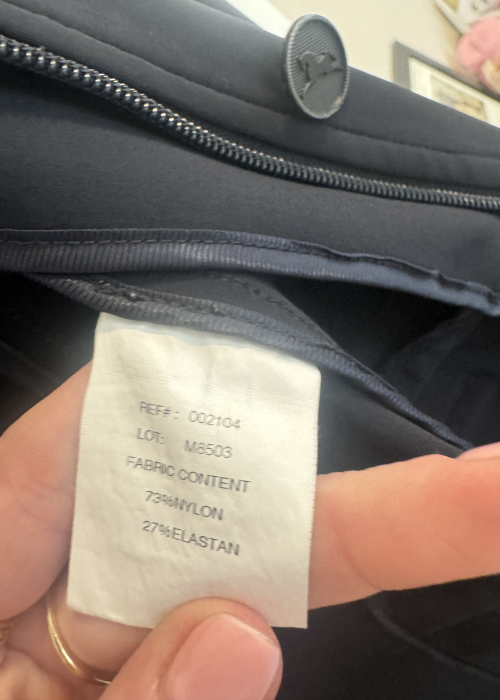 REF#: 002104
LOT: M8503
FABRIC CONTENT
73%NYLON
27%ELASTAN